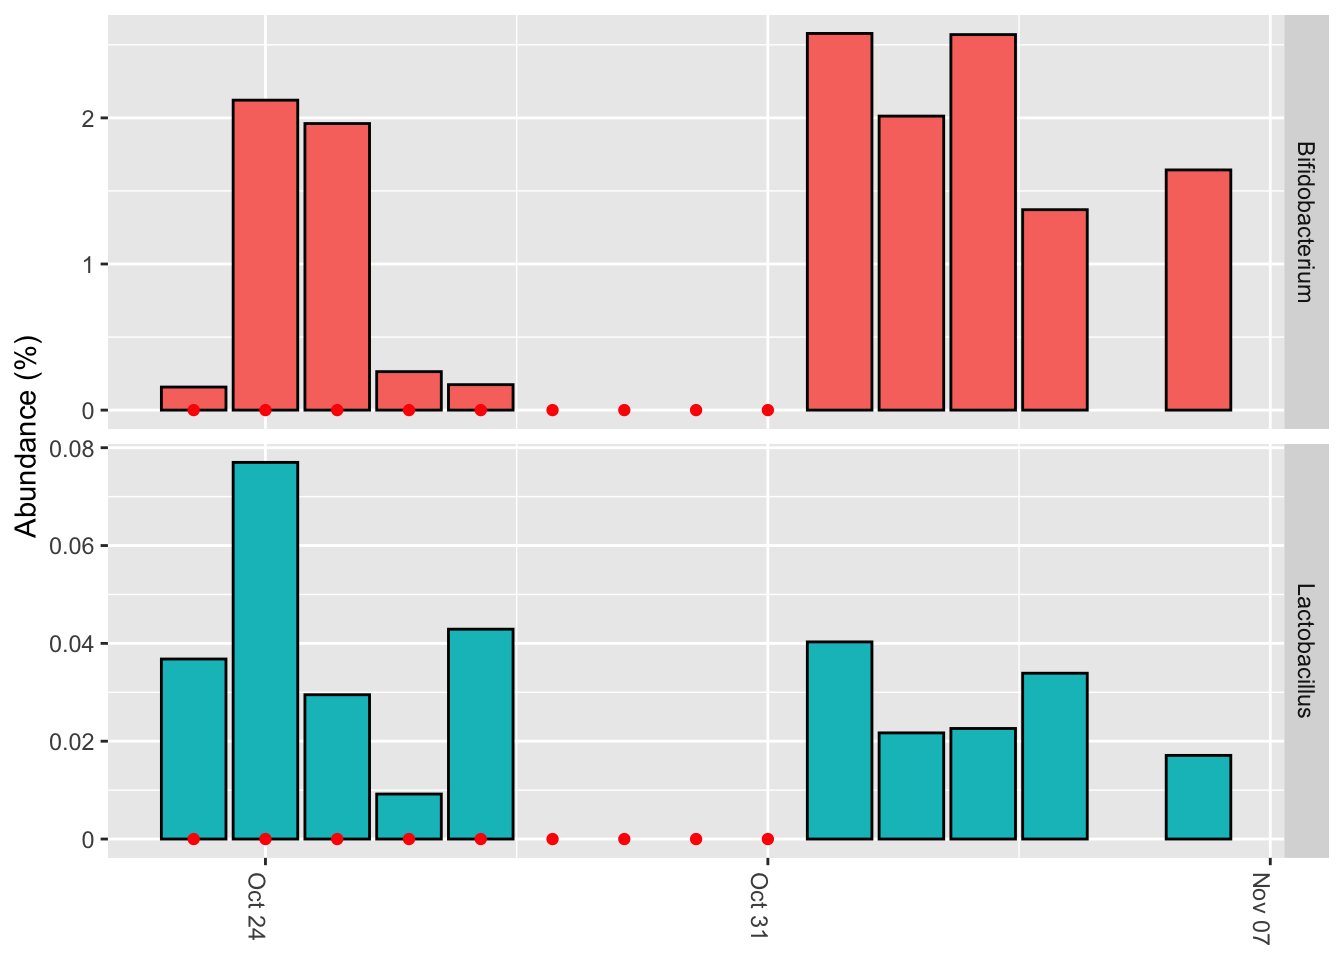 Abundance (%)
2
1
0
Bifidobacterium
0.08
0.06
0.04
0.02
0
Lactobacillus
Oct 24
Oct 31
Nov 07